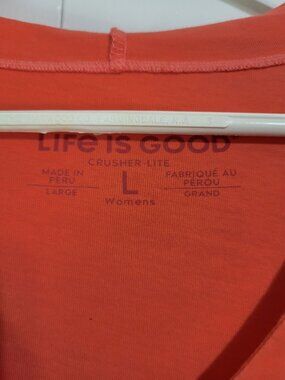 LIFE IS GOOD
CRUSHER-LITE
MADE IN
PERU
LARGE
L
Womens
FABRIQUÉ AU
PÉROU
GRAND